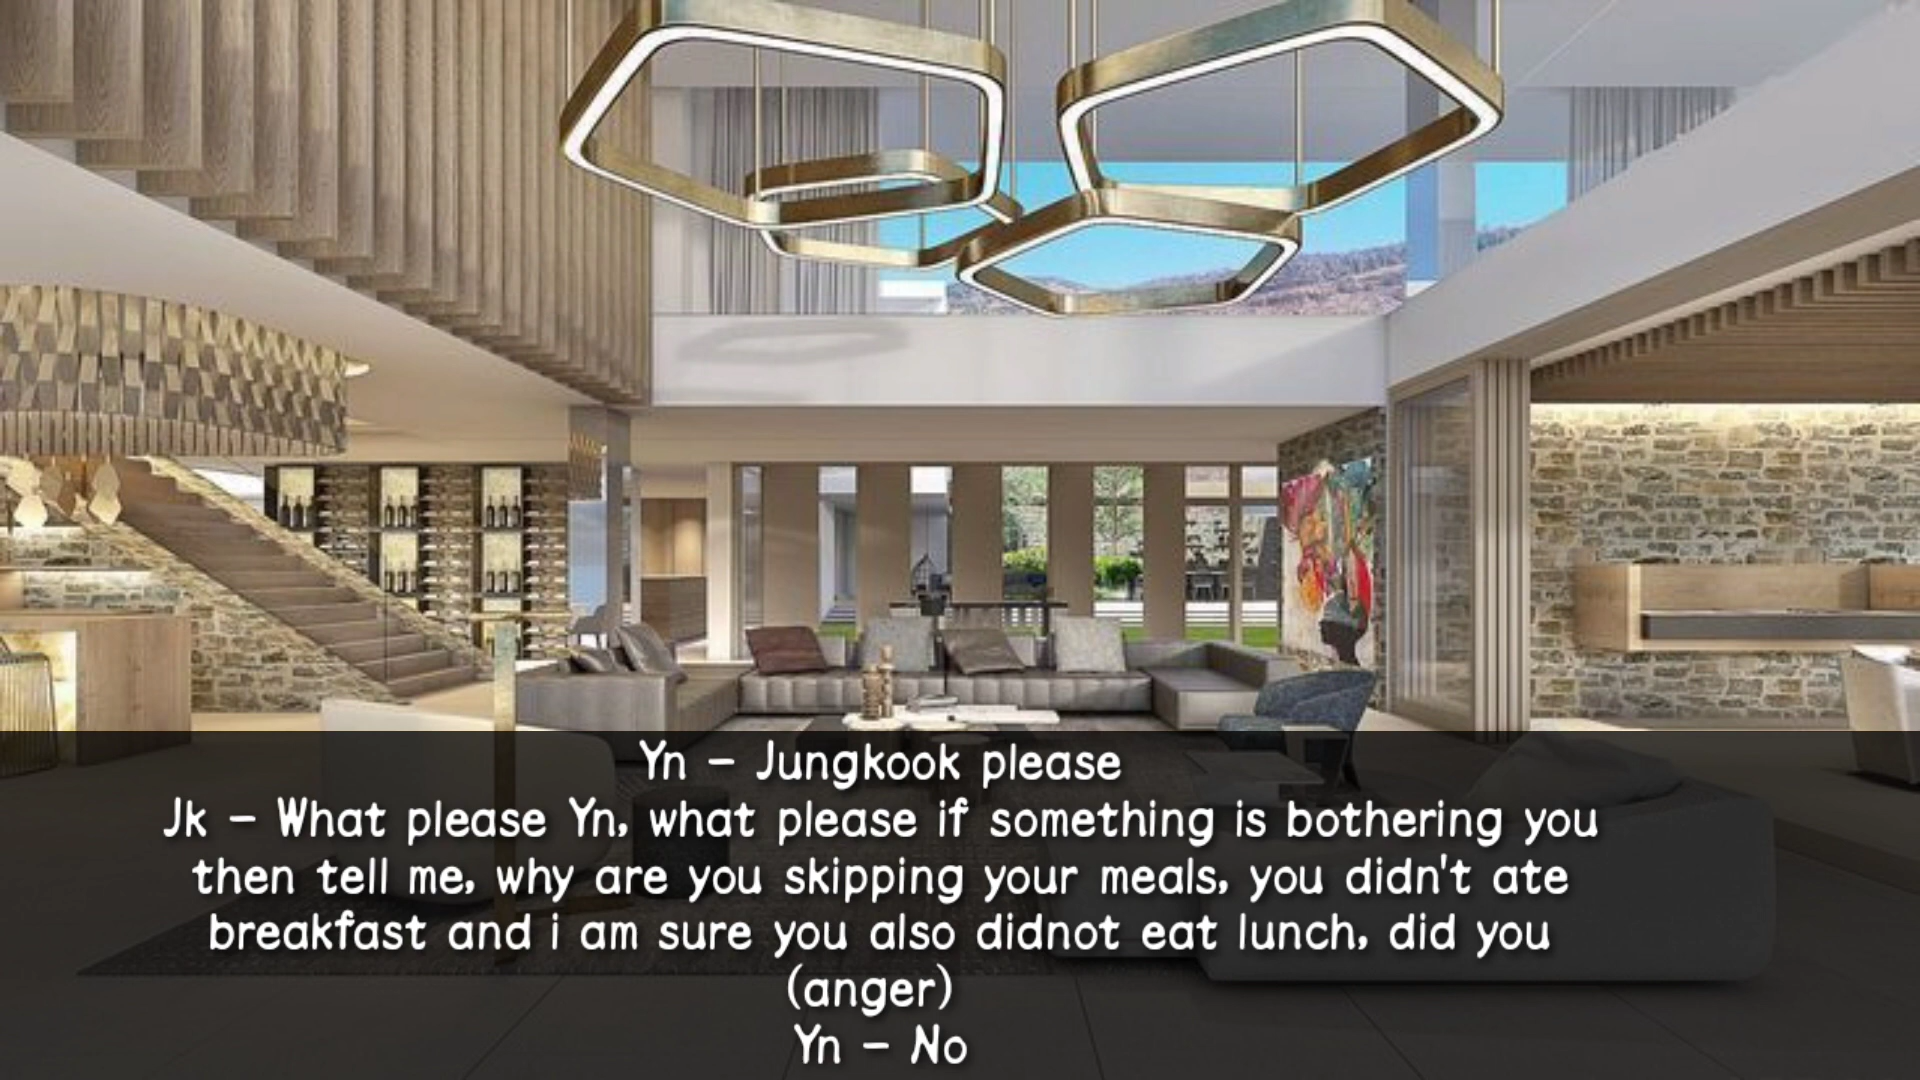 Yn - Jungkook please
Jk - What please Yn, what please if something is bothering you
then tell me, why are you skipping your meals, you didn't ate
breakfast and i am sure you also didnot eat lunch, did you
(anger)
Yn - No